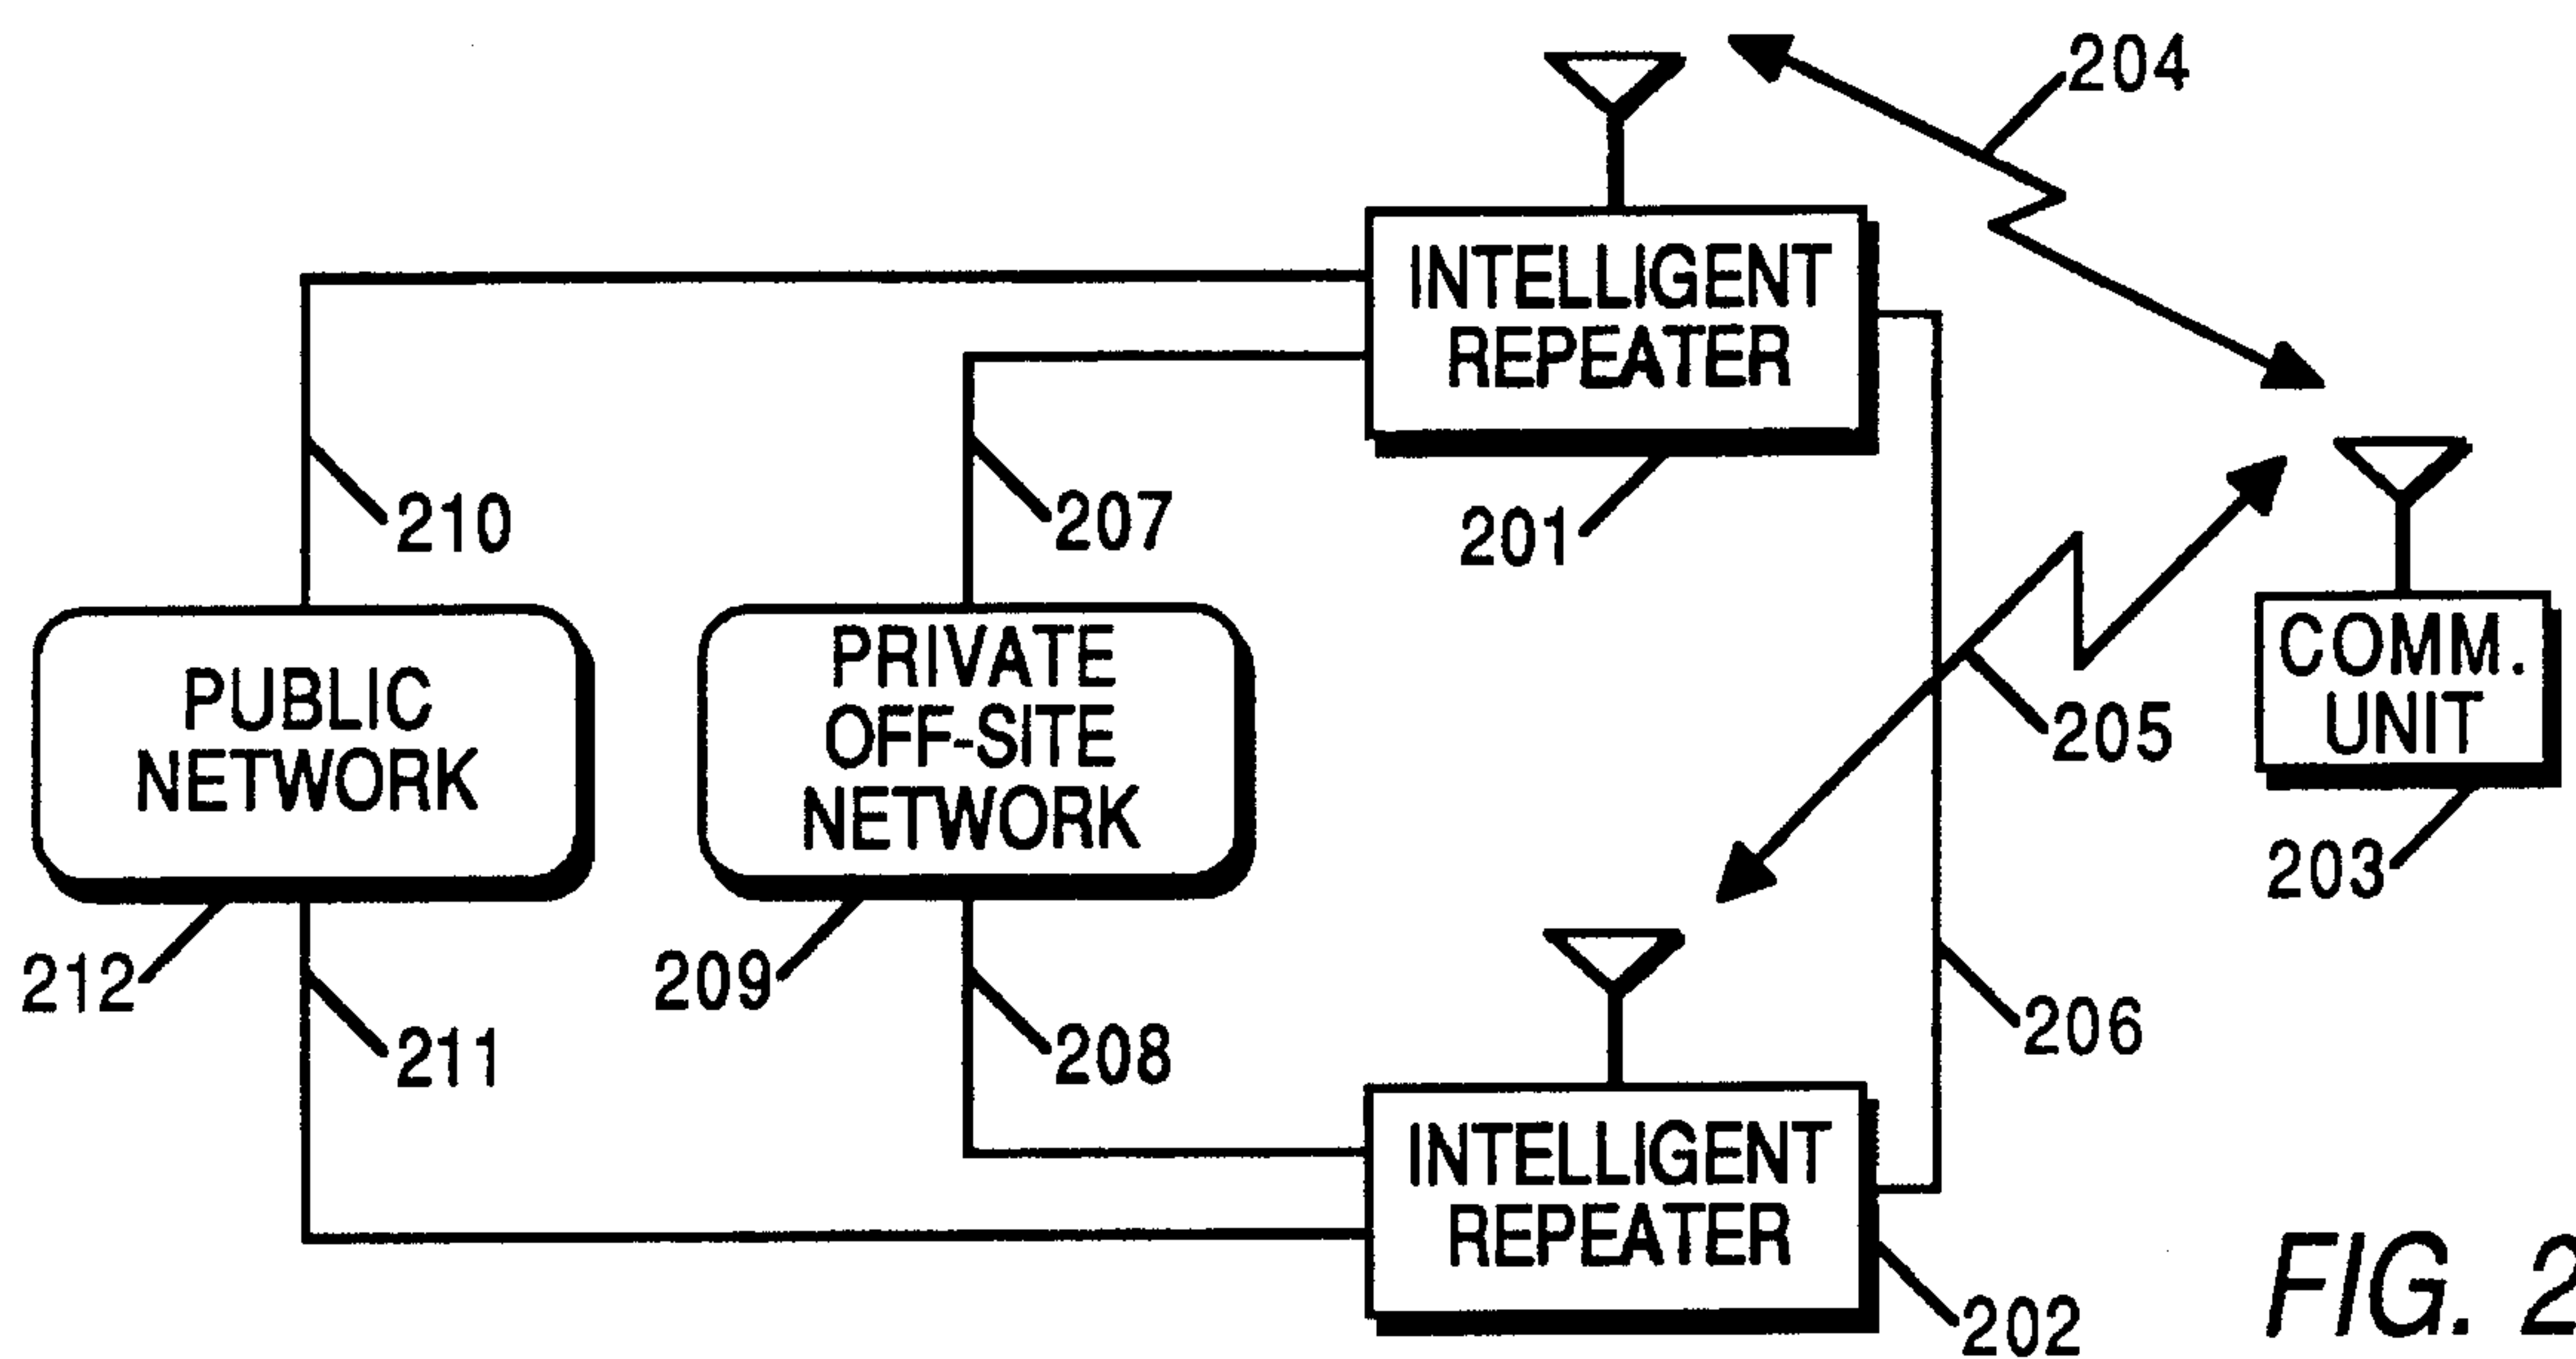 204
INTELLIGENT
REPEATER
210
207
201
PUBLIC
NETWORK
PRIVATE
OFF-SITE
NETWORK
COMM.
UNIT
205
203
212
209
211
208
206
INTELLIGENT
REPEATER
202
FIG. 2